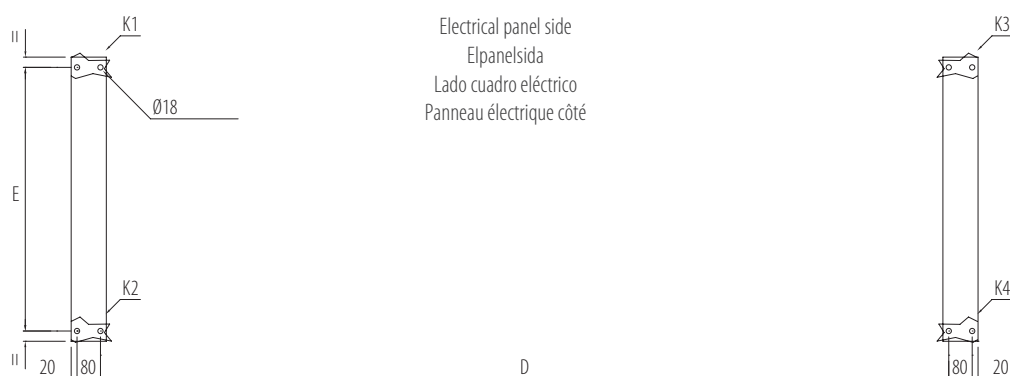 K1
Electrical panel side
K3
Elpanelsida
Lado cuadro eléctrico
Panneau électrique côté
Ø18
E
K2
K4
20
80
D
80
20